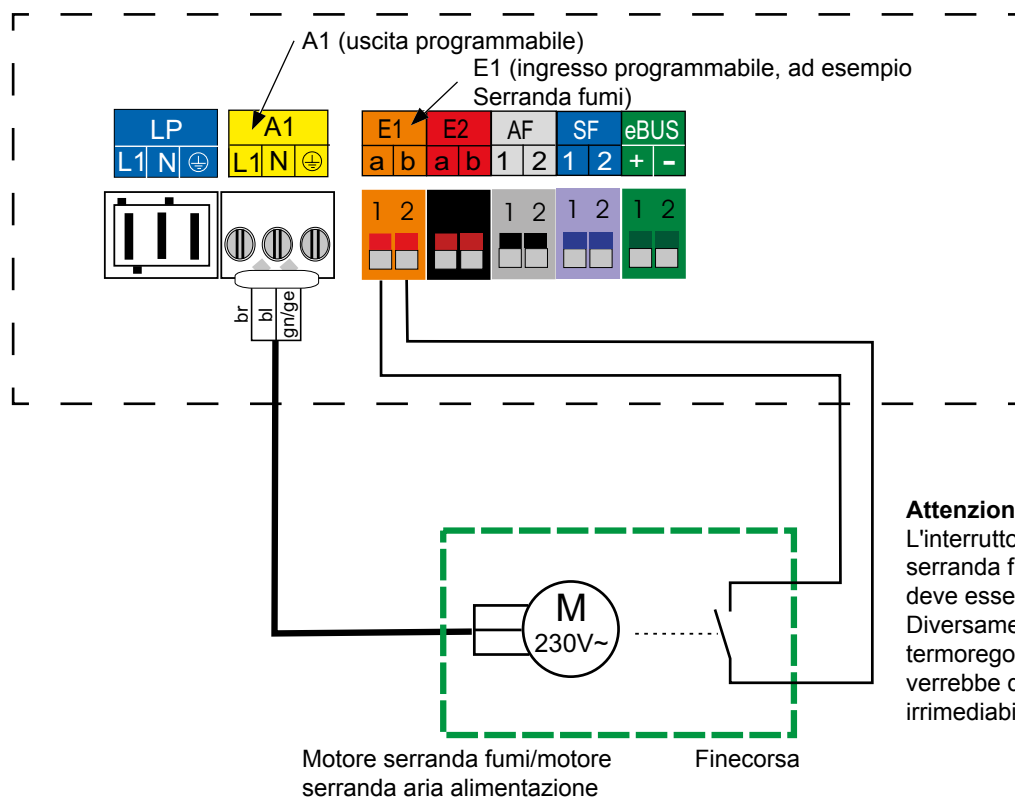 A1 (uscita programmabile)
E1 (ingresso programmabile, ad esempio
Serranda fumi)
LP A1 E1 E2 AF SF eBUS
L1 N L1 N a b a b 1 2 1 2 + -
1 2 1 2 1 2 1 2
br
bl
gn/ge
Attenzion
L'interrutto
serranda f
deve esse
Diversame
termorego
verrebbe d
irrimediabi
M
230V~
Motore serranda fumi/motore
serranda aria alimentazione
Finecorsa